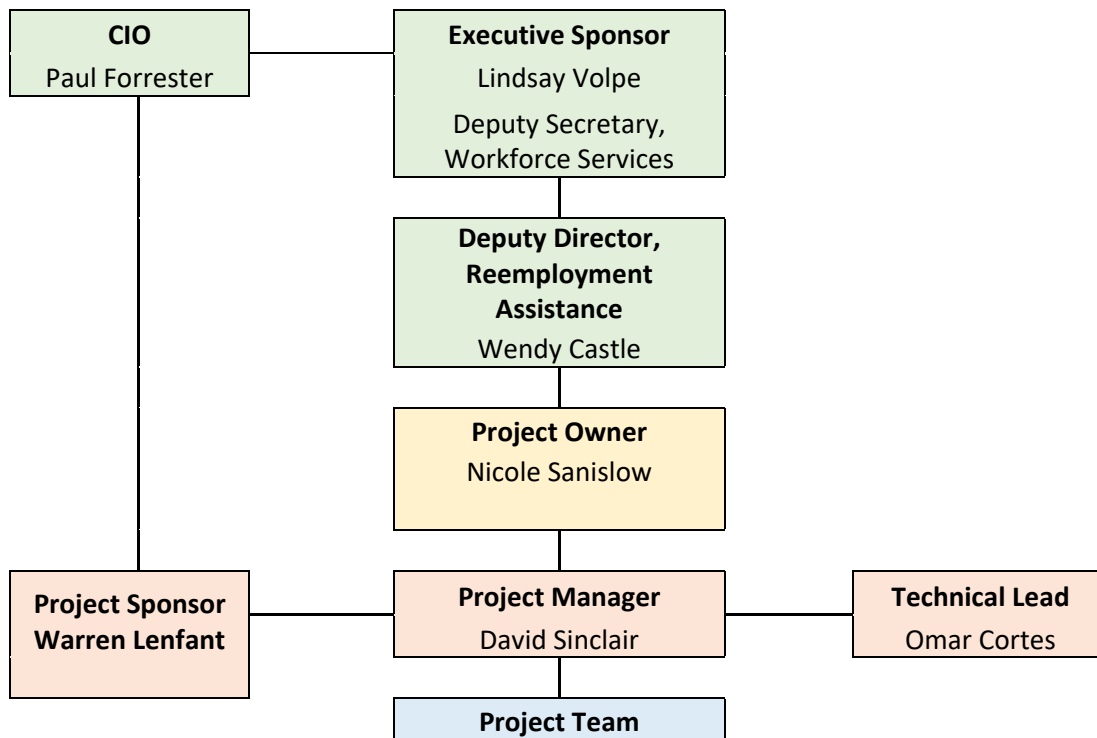 CIO
Paul Forrester
Executive Sponsor
Lindsay Volpe
Deputy Secretary,
Workforce Services
Deputy Director,
Reemployment
Assistance
Wendy Castle
Project Owner
Nicole Sanislow
Project Sponsor
Warren Lenfant
Project Manager
David Sinclair
Technical Lead
Omar Cortes
Project Team